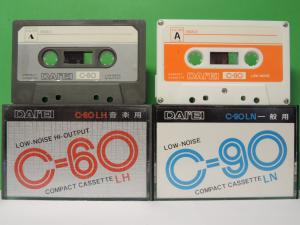 A
DAIEI
C-60
A
DAIEI
C-90
LOW-NOISE
DAIEI C-60 LH 音楽用
LOW-NOISE HI-OUTPUT
C-60
LH
COMPACT CASSETTE
DAIEI C-90 LN 一般用
LOW-NOISE
C-90
COMPACT CASSETTE
LN